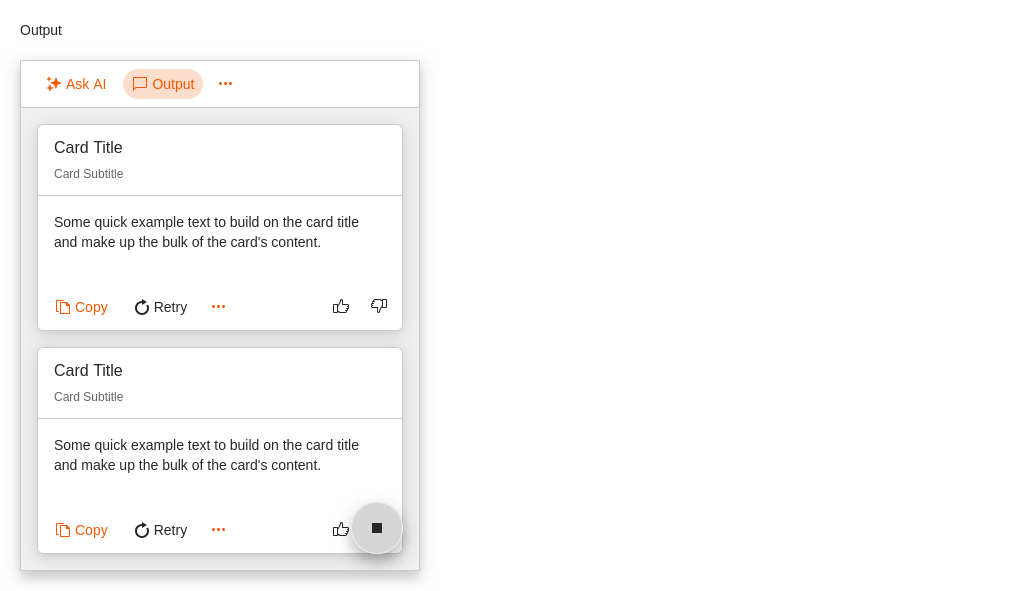 Output
Ask AI
Output
Card Title
Card Subtitle
Some quick example text to build on the card title
and make up the bulk of the card's content.
Copy
Retry
Card Title
Card Subtitle
Some quick example text to build on the card title
and make up the bulk of the card's content.
Copy
Retry